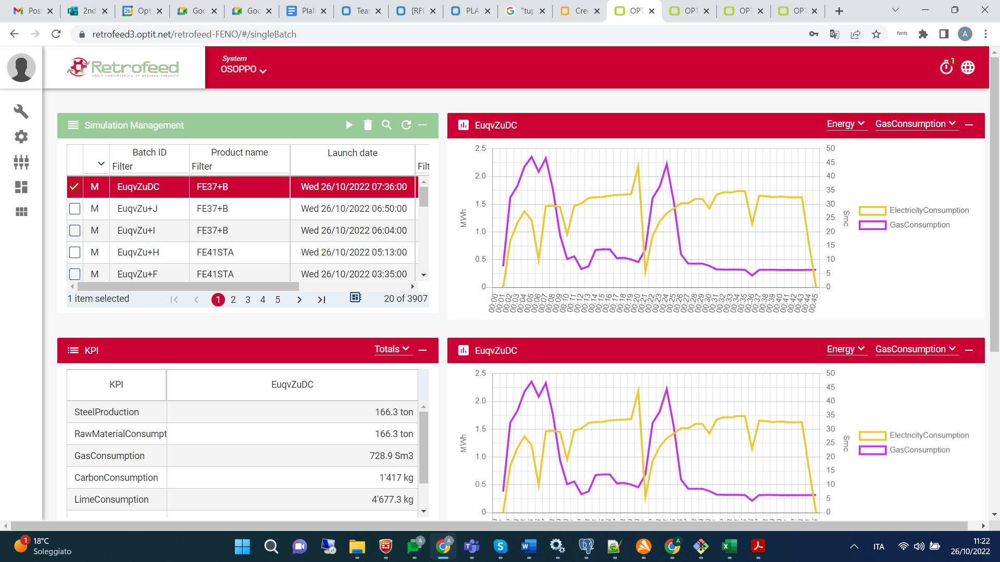 Pos
2nd
Opt
Goc
Goc
Pla
Tea
[RFE
PLA
"tup
Cre
OPT
OPT
OPT
OPT
retrofeed3.optit.net/retrofeed-FENO/#/singleBatch
fonts
A
Retrofeed
smart retrofitting in process industry
System
OSOPPO
1
Simulation Management
Batch ID
Product name
Launch date
Filter
Filter
Filt
M EuqvZuDC FE37+B Wed 26/10/2022 07:36:00
M EuqvZu+J FE37+B Wed 26/10/2022 06:50:00
M EuqvZu+I FE37+B Wed 26/10/2022 06:04:00
M EuqvZu+H FE41STA Wed 26/10/2022 05:13:00
M EuqvZu+F FE41STA Wed 26/10/2022 03:35:00
1 item selected
1 2 3 4 5
20 of 3907
EuqvZuDC
Energy
GasConsumption
2.5
2.0
1.5
1.0
0.5
0
MWh
50
45
40
35
30
25
20
15
10
5
0
Smc
ElectricityConsumption
GasConsumption
00:00 00:01 00:02 00:03 00:04 00:05 00:06 00:07 00:08 00:09 00:10 00:11 00:12 00:13 00:14 00:15 00:16 00:17 00:18 00:19 00:20 00:21 00:22 00:23 00:24 00:25 00:26 00:27 00:28 00:29 00:30 00:31 00:32 00:33 00:34 00:35 00:36 00:37 00:38 00:39 00:40 00:41 00:42 00:43 00:44 00:45
KPI
Totals
KPI
EuqvZuDC
SteelProduction 166.3 ton
RawMaterialConsumpt 166.3 ton
GasConsumption 728.9 Sm3
CarbonConsumption 1'417 kg
LimeConsumption 4'677.3 kg
EuqvZuDC
Energy
GasConsumption
2.5
2.0
1.5
1.0
0.5
0
MWh
50
45
40
35
30
25
20
15
10
5
0
Smc
ElectricityConsumption
GasConsumption
1
18°C
Soleggiato
ITA
11:22
26/10/2022